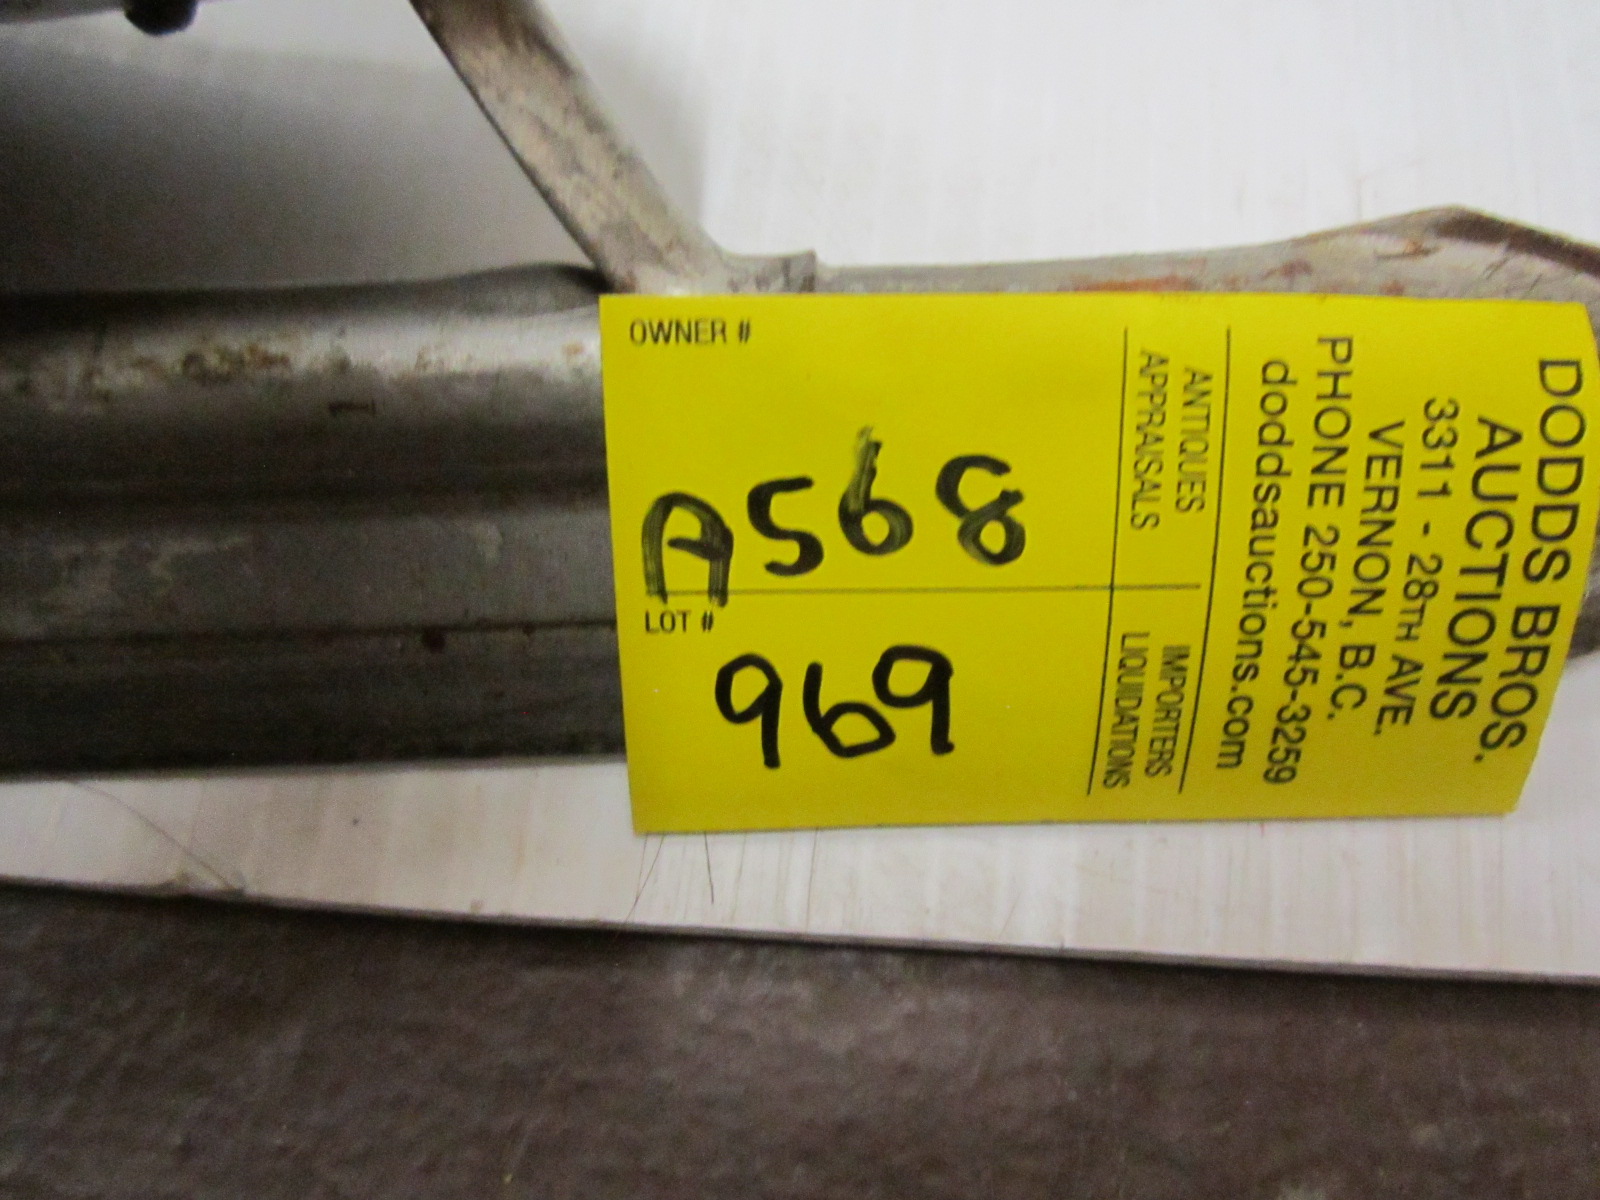 OWNER #
A568
LOT #
969
ANTIQUES
APPRAISALS
IMPORTERS
LIQUIDATIONS
DODDS BROS.
AUCTIONS
3311 - 28TH AVE.
VERNON, B.C.
PHONE 250-545-3259
doddsauctions.com